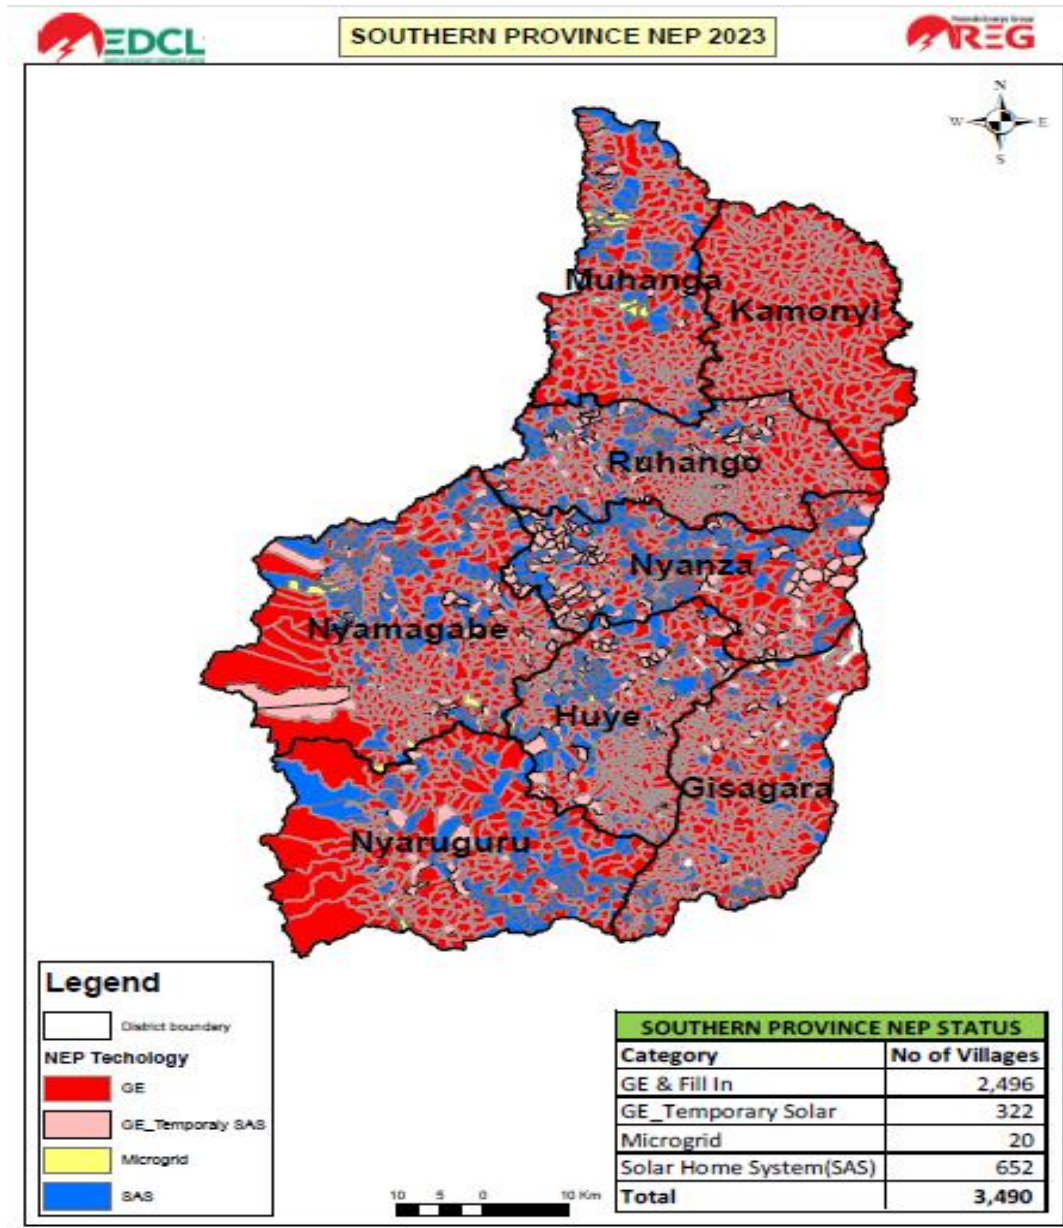 EDCL
SOUTHERN PROVINCE NEP 2023
REG
N
W E
S
Muhanga
Kamonyi
Ruhango
Nyanza
Nyamagabe
Huye
Gisagara
Nyaruguru
Legend
District boundary
NEP Techology
GE
GE_Temporaly SAS
Microgrid
SAS
10 5 0 10 Km
SOUTHERN PROVINCE NEP STATUS
Category No of Villages
GE & Fill In 2,496
GE_Temporary Solar 322
Microgrid 20
Solar Home System(SAS) 652
Total 3,490